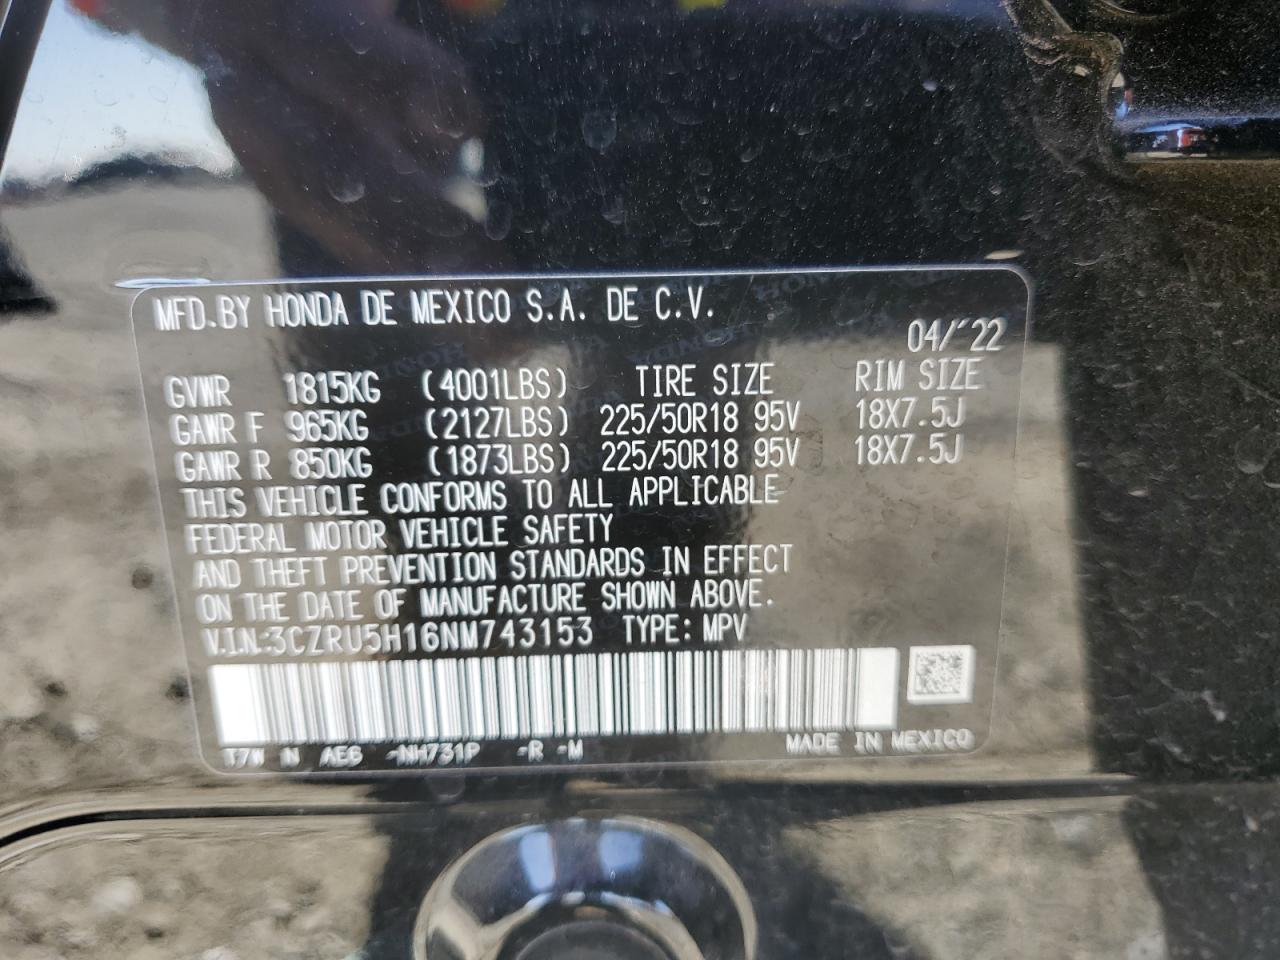 MFD.BY HONDA DE MEXICO S.A. DE C.V.
04/'22
GVWR 1815KG (4001LBS) TIRE SIZE RIM SIZE
GAWR F 965KG (2127LBS) 225/50R18 95V 18X7.5J
GAWR R 850KG (1873LBS) 225/50R18 95V 18X7.5J
THIS VEHICLE CONFORMS TO ALL APPLICABLE
FEDERAL MOTOR VEHICLE SAFETY
AND THEFT PREVENTION STANDARDS IN EFFECT
ON THE DATE OF MANUFACTURE SHOWN ABOVE.
V.I.N:3CZRU5H16NM743153 TYPE: MPV
T7W N AE6 -NH731P -R -M MADE IN MEXICO